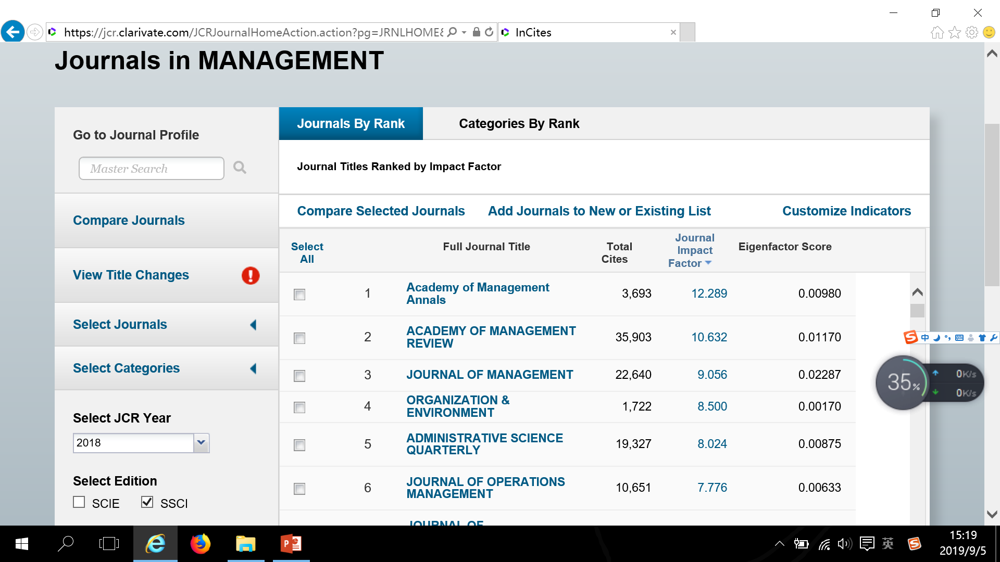 https://jcr.clarivate.com/JCRJournalHomeAction.action?pg=JRNLHOME&
InCites
Journals in MANAGEMENT
Go to Journal Profile
Master Search
Compare Journals
View Title Changes
Select Journals
Select Categories
Select JCR Year
2018
Select Edition
SCIE SSCI
Journals By Rank Categories By Rank
Journal Titles Ranked by Impact Factor
Compare Selected Journals Add Journals to New or Existing List Customize Indicators
Select
All
Full Journal Title
Total
Cites
Journal
Impact
Factor
Eigenfactor Score
1 Academy of Management
Annals 3,693 12.289 0.00980
2 ACADEMY OF MANAGEMENT
REVIEW 35,903 10.632 0.01170
3 JOURNAL OF MANAGEMENT 22,640 9.056 0.02287
4 ORGANIZATION &
ENVIRONMENT 1,722 8.500 0.00170
5 ADMINISTRATIVE SCIENCE
QUARTERLY 19,327 8.024 0.00875
6 JOURNAL OF OPERATIONS
MANAGEMENT 10,651 7.776 0.00633
JOURNAL OF
中
35%
0K/s
0K/s
英
15:19
2019/9/5